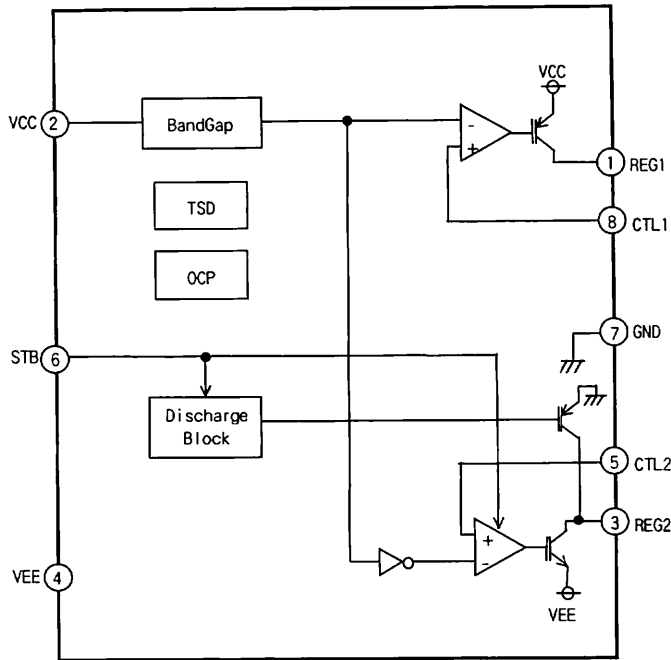 VCC
VCC 2 BandGap
-
+
1 REG1
TSD
8 CTL1
OCP
7 GND
STB 6
Discharge
Block
5 CTL2
+
-
3 REG2
VEE 4
VEE